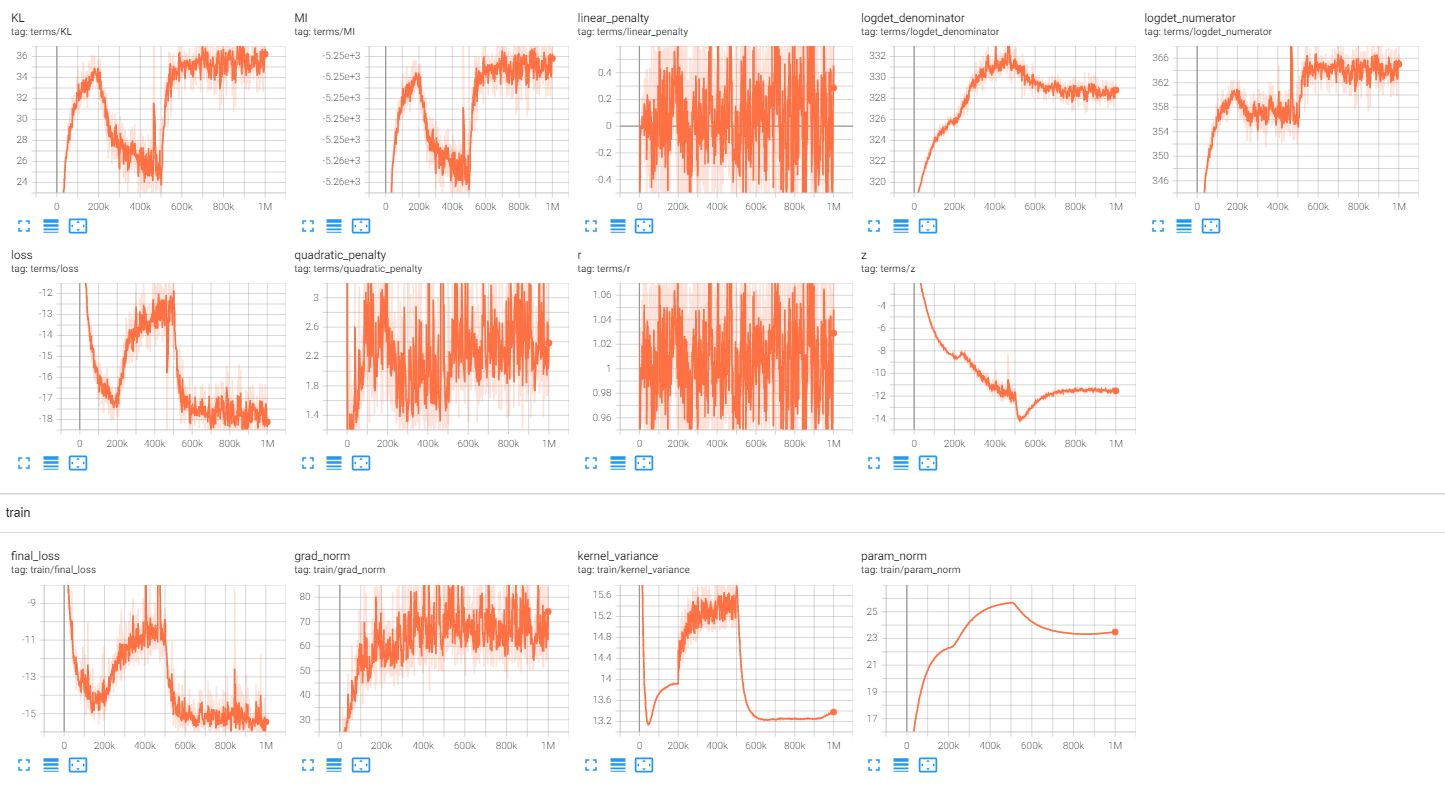 KL
tag: terms/KL
36
34
32
30
28
26
24
0 200k 400k 600k 800k 1M
MI
tag: terms/MI
-5.25e+3
-5.25e+3
-5.25e+3
-5.25e+3
-5.25e+3
-5.26e+3
-5.26e+3
0 200k 400k 600k 800k 1M
linear_penalty
tag: terms/linear_penalty
0.4
0.2
0
-0.2
-0.4
0 200k 400k 600k 800k 1M
logdet_denominator
tag: terms/logdet_denominator
332
330
328
326
324
322
320
0 200k 400k 600k 800k 1M
logdet_numerator
tag: terms/logdet_numerator
366
362
358
354
350
346
0 200k 400k 600k 800k 1M
loss
tag: terms/loss
-12
-13
-14
-15
-16
-17
-18
0 200k 400k 600k 800k 1M
quadratic_penalty
tag: terms/quadratic_penalty
3
2.6
2.2
1.8
1.4
0 200k 400k 600k 800k 1M
r
tag: terms/r
1.06
1.04
1.02
1
0.98
0.96
0 200k 400k 600k 800k 1M
z
tag: terms/z
-4
-6
-8
-10
-12
-14
0 200k 400k 600k 800k 1M
train
final_loss
tag: train/final_loss
-9
-11
-13
-15
0 200k 400k 600k 800k 1M
grad_norm
tag: train/grad_norm
80
70
60
50
40
30
0 200k 400k 600k 800k 1M
kernel_variance
tag: train/kernel_variance
15.6
15.2
14.8
14.4
14
13.6
13.2
0 200k 400k 600k 800k 1M
param_norm
tag: train/param_norm
25
23
21
19
17
0 200k 400k 600k 800k 1M